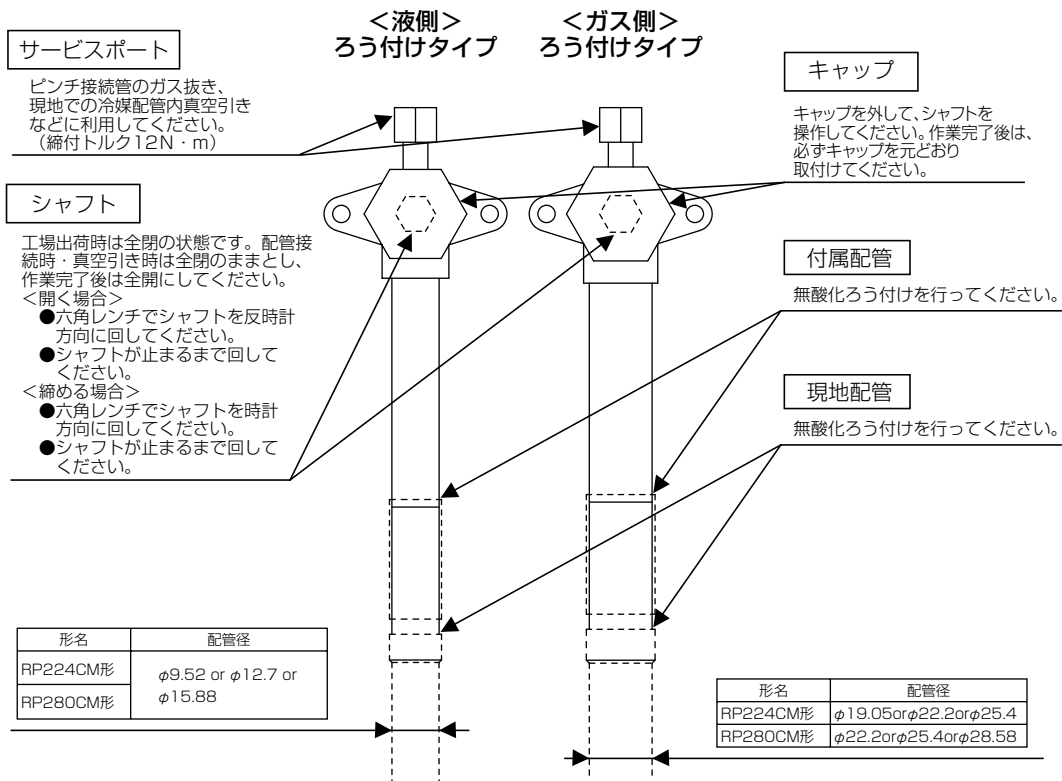 <液側>
ろう付けタイプ
<ガス側>
ろう付けタイプ
サービスポート
ピンチ接続管のガス抜き、
現地での冷媒配管内真空引き
などに利用してください。
（締付トルク12N・m）
キャップ
キャップを外して、シャフトを
操作してください。作業完了後は、
必ずキャップを元どおり
取付けてください。
シャフト
工場出荷時は全閉の状態です。配管接
続時・真空引き時は全閉のままとし、
作業完了後は全開にしてください。
<開く場合>
●六角レンチでシャフトを反時計
方向に回してください。
●シャフトが止まるまで回して
ください。
<締める場合>
●六角レンチでシャフトを時計
方向に回してください。
●シャフトが止まるまで回して
ください。
付属配管
無酸化ろう付けを行ってください。
現地配管
無酸化ろう付けを行ってください。
形名 配管径
RP224CM形 φ9.52 or φ12.7 or
RP280CM形 φ15.88
形名 配管径
RP224CM形 φ19.05orφ22.2orφ25.4
RP280CM形 φ22.2orφ25.4orφ28.58